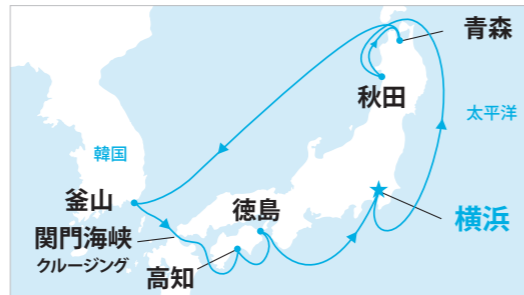 青森
秋田
太平洋
韓国
釜山
徳島
横浜
関門海峡
クルージング
高知